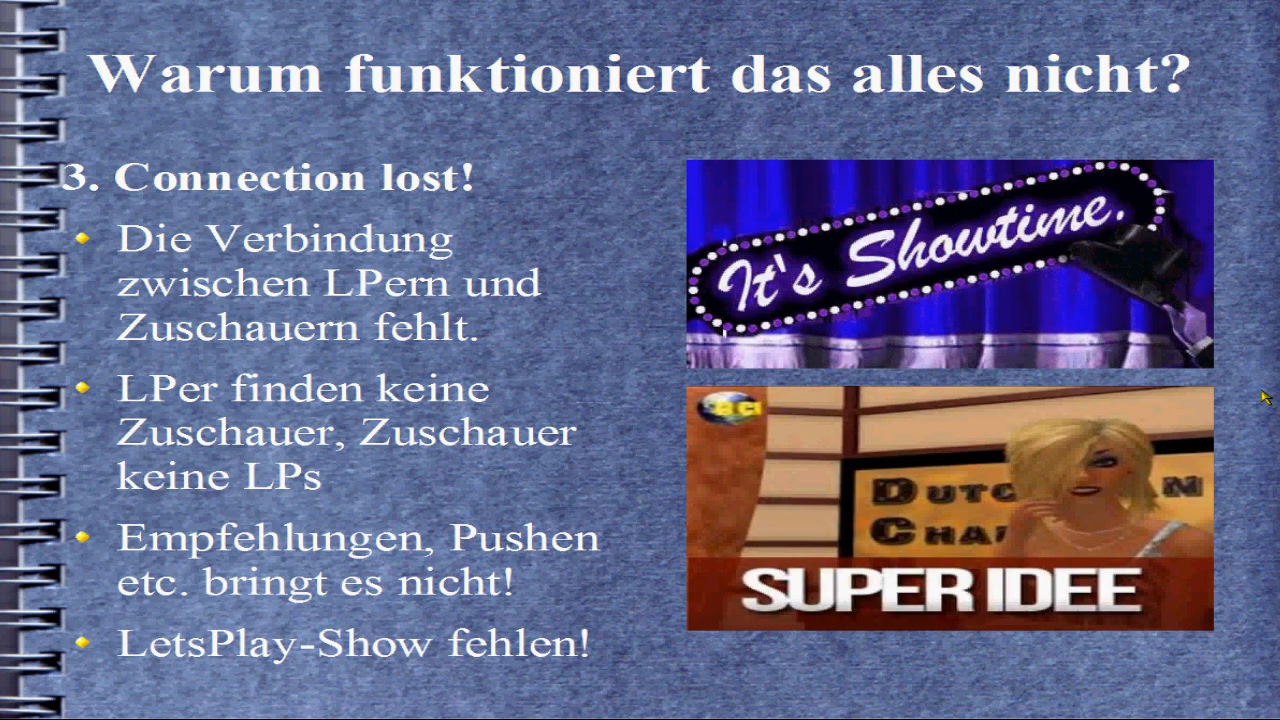 Warum funktioniert das alles nicht?
3. Connection lost!
Die Verbindung
zwischen LPern und
Zuschauern fehlt.
LPer finden keine
Zuschauer, Zuschauer
keine LPs
Empfehlungen, Pushen
etc. bringt es nicht!
LetsPlay-Show fehlen!
It's Showtime.
SUPER IDEE